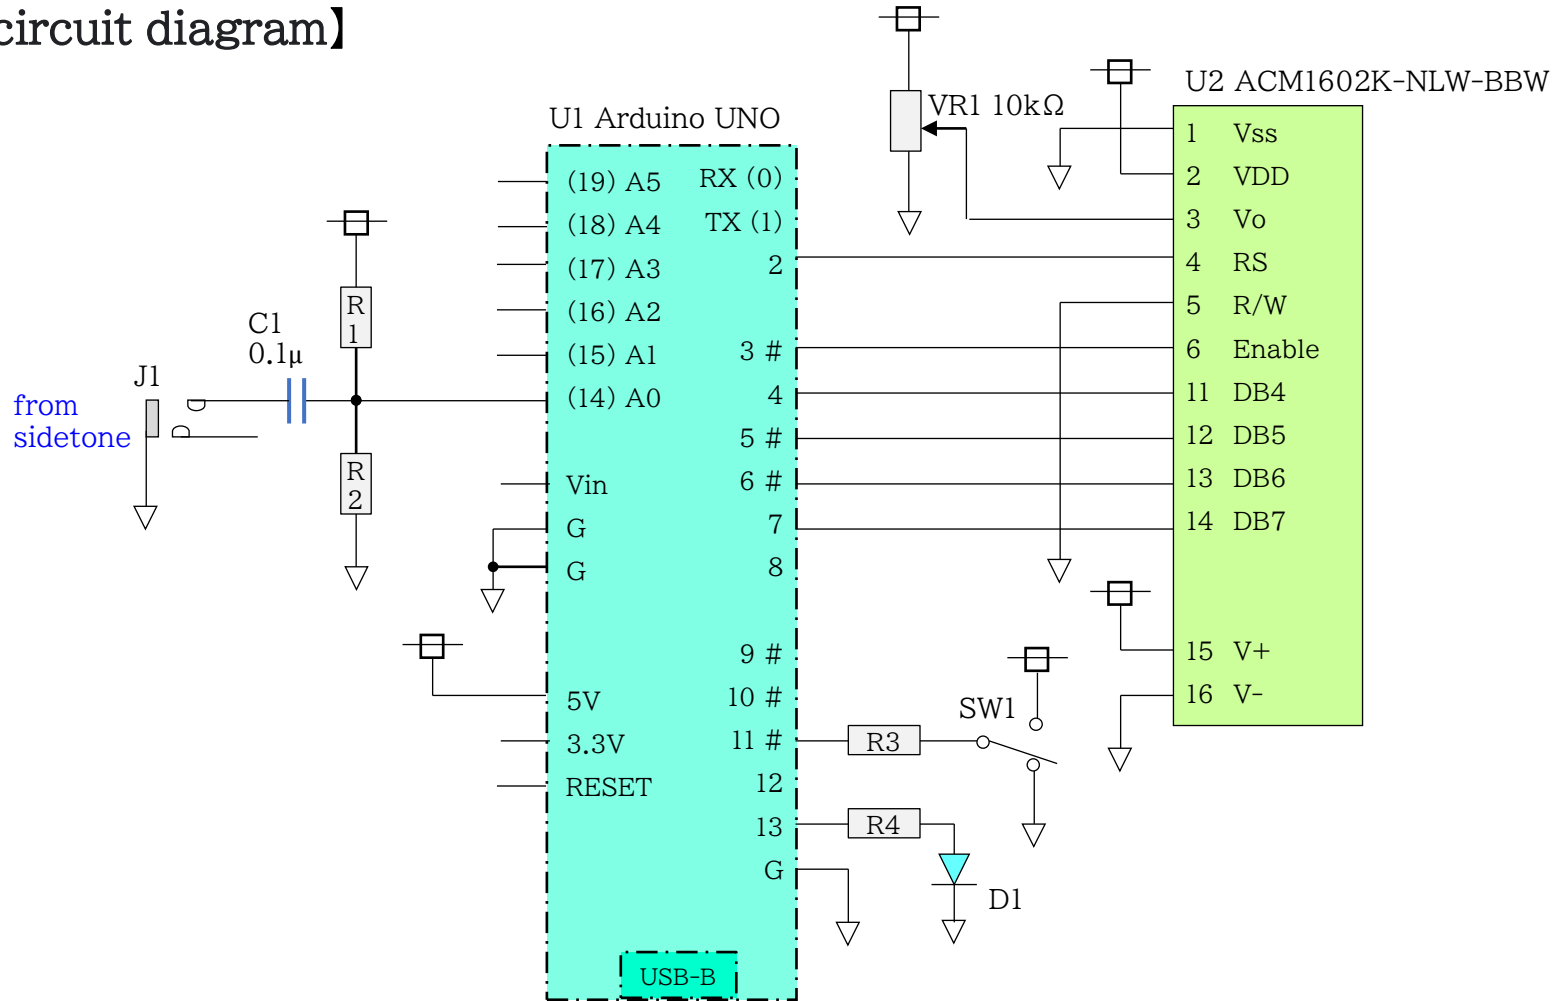 circuit diagram】
U1 Arduino UNO
(19) A5
(18) A4
(17) A3
(16) A2
(15) A1
(14) A0
Vin
G
G
5V
3.3V
RESET
RX (0)
TX (1)
2
3 #
4
5 #
6 #
7
8
9 #
10 #
11 #
12
13
G
USB-B
R
1
R
2
C1
0.1μ
J1
from
sidetone
VR1 10kΩ
U2 ACM1602K-NLW-BBW
1 Vss
2 VDD
3 Vo
4 RS
5 R/W
6 Enable
11 DB4
12 DB5
13 DB6
14 DB7
15 V+
16 V-
SW1
R3
R4
D1